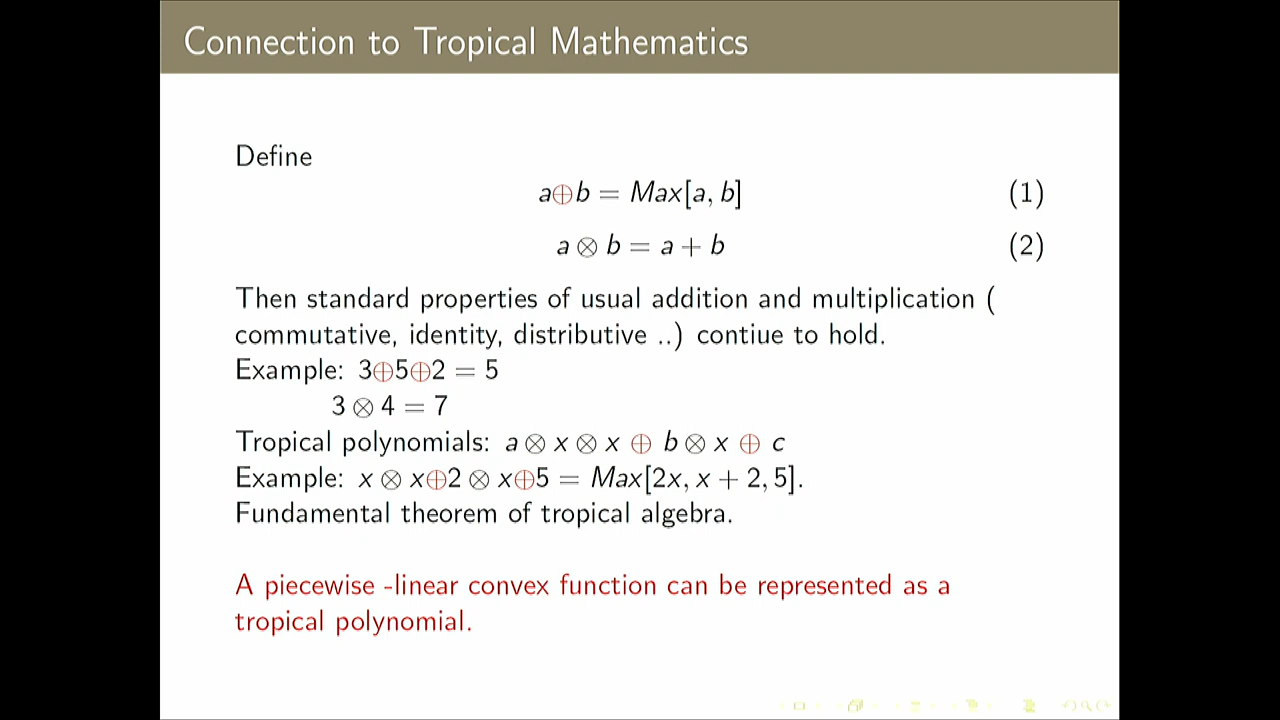 Connection to Tropical Mathematics
Define
a⊕b = Max[a, b] (1)
a ⊗ b = a + b (2)
Then standard properties of usual addition and multiplication (
commutative, identity, distributive ..) contiue to hold.
Example: 3⊕5⊕2 = 5
3 ⊗ 4 = 7
Tropical polynomials: a ⊗ x ⊗ x ⊕ b ⊗ x ⊕ c
Example: x ⊗ x⊕2 ⊗ x⊕5 = Max[2x, x + 2, 5].
Fundamental theorem of tropical algebra.
A piecewise -linear convex function can be represented as a
tropical polynomial.